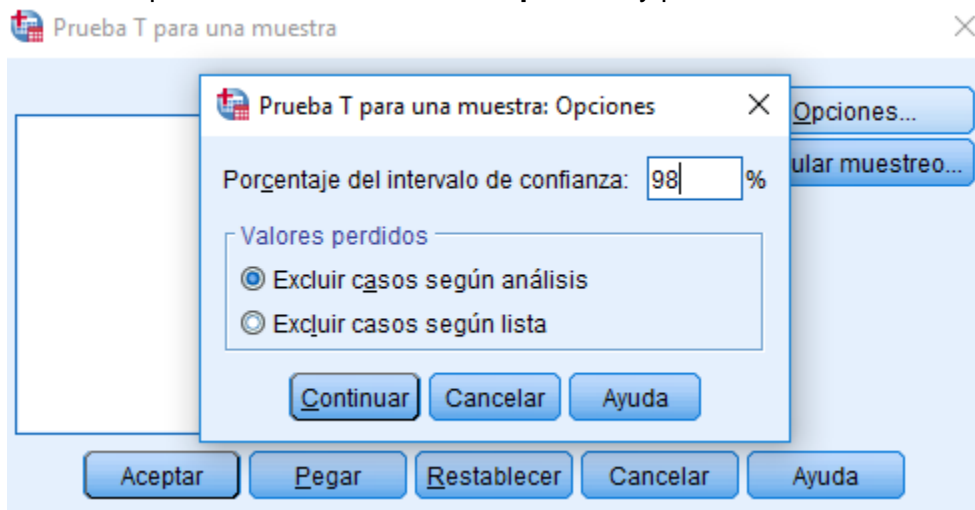 Prueba T para una muestra
Prueba T para una muestra: Opciones
Opciones...
Porcentaje del intervalo de confianza: 98 %
ular muestreo...
Valores perdidos
Excluir casos según análisis
Excluir casos según lista
Continuar Cancelar Ayuda
Aceptar Pegar Restablecer Cancelar Ayuda